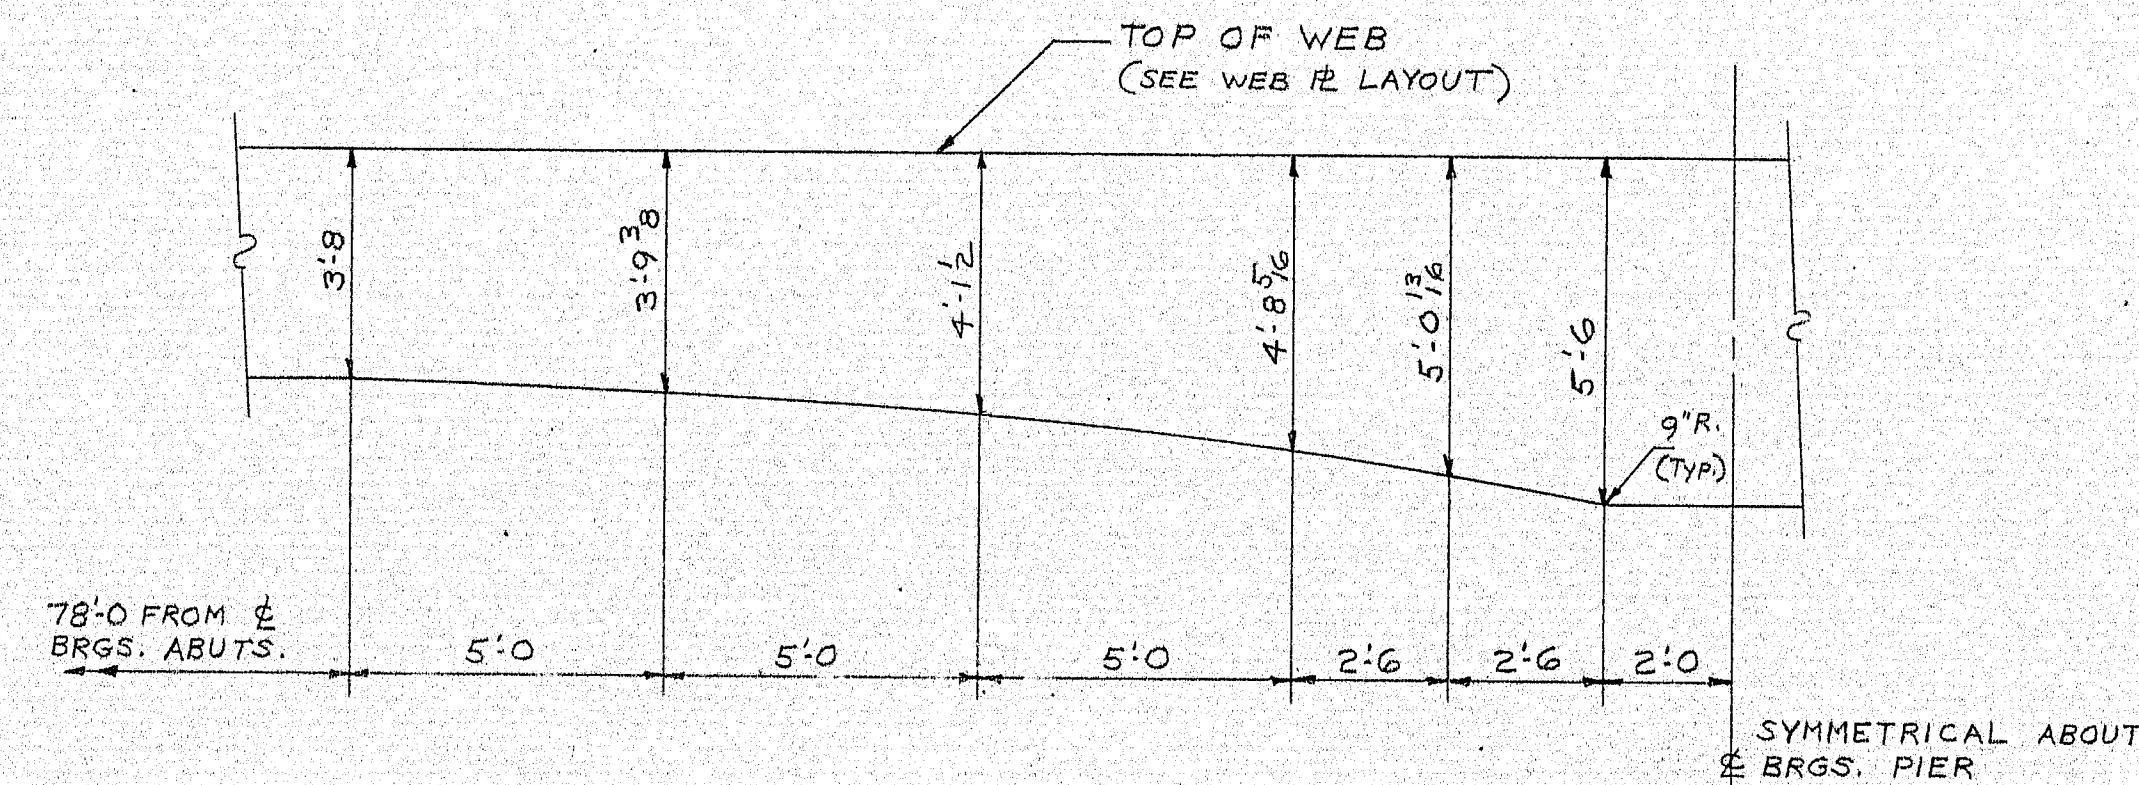 TOP OF WEB
(SEE WEB PL LAYOUT)
3'-8
3'-9 3/8
4'-1 1/2
4'-8 5/16
5'-0 13/16
5'-6
9"R.
(TYP.)
78'-0 FROM ℄
BRGS. ABUTS.
5'-0
5'-0
5'-0
2'-6
2'-6
2'-0
SYMMETRICAL ABOUT
℄ BRGS. PIER